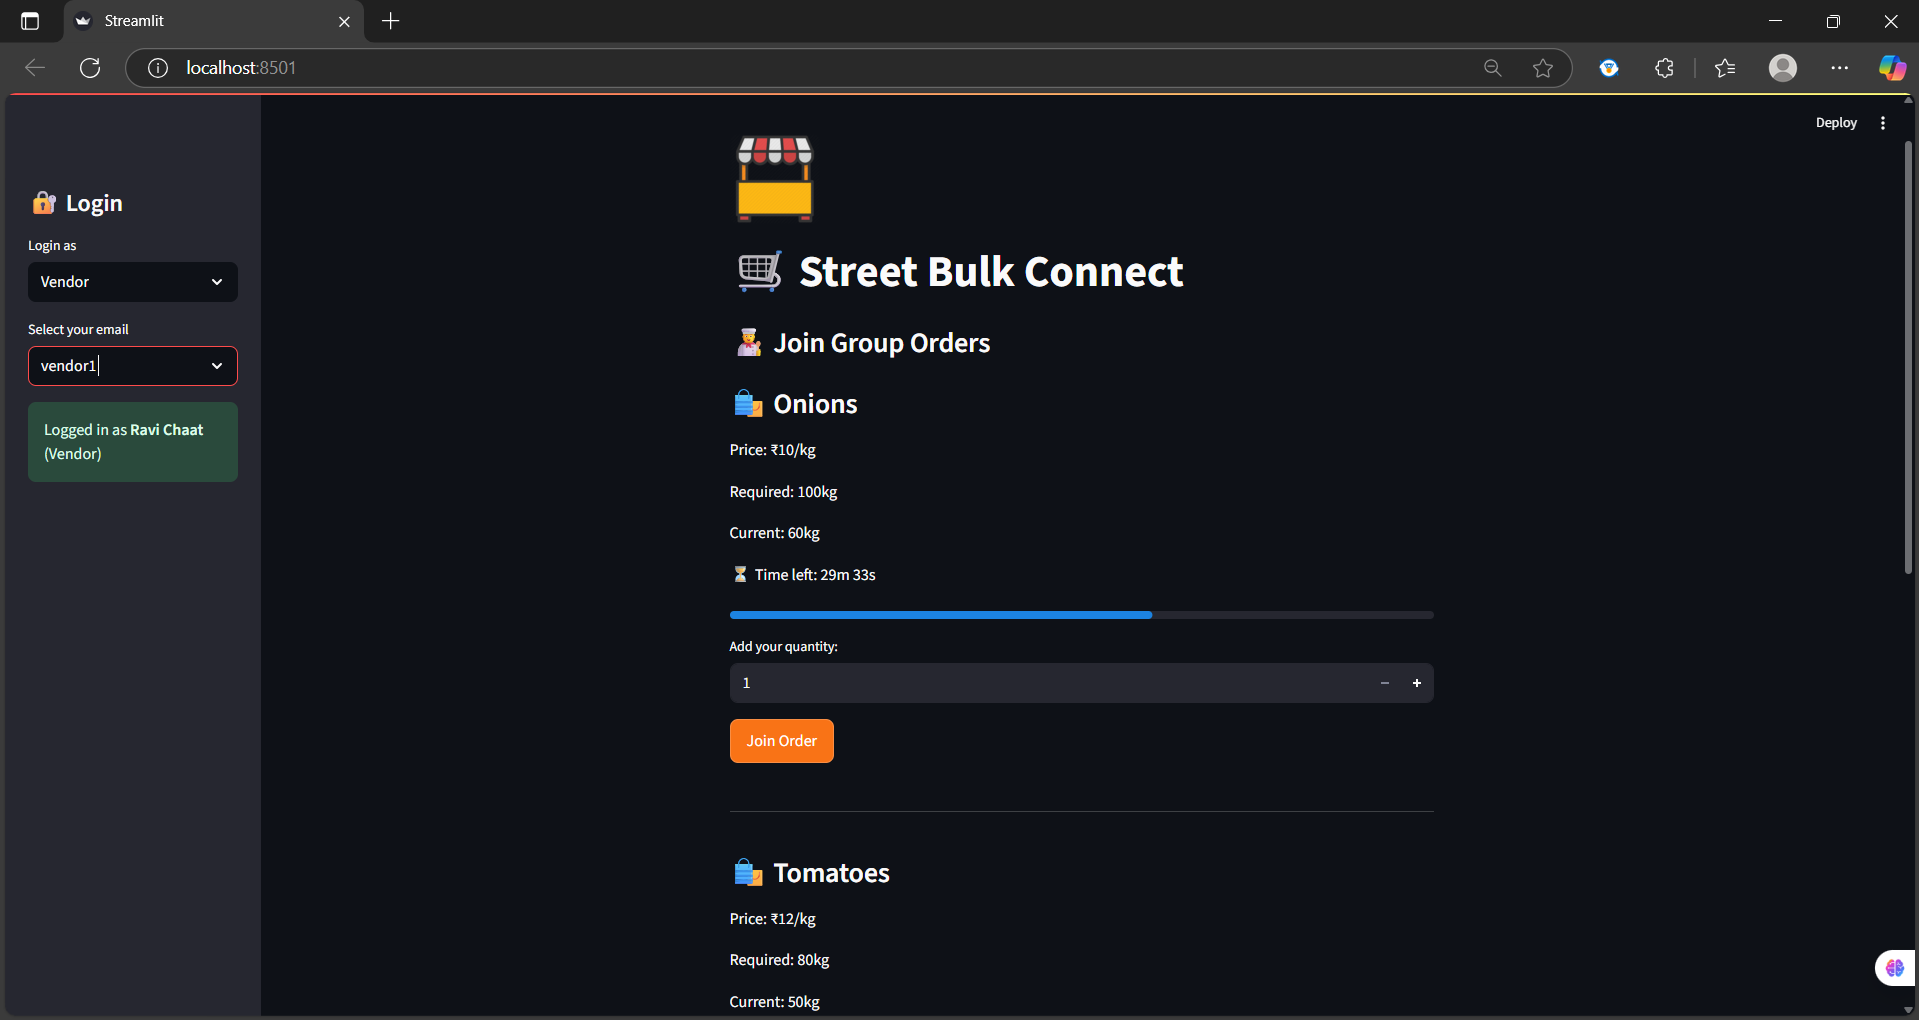 Streamlit
localhost:8501
Deploy
Login
Login as
Vendor
Select your email
vendor1
Logged in as Ravi Chaat
(Vendor)
Street Bulk Connect
Join Group Orders
Onions
Price: ₹10/kg
Required: 100kg
Current: 60kg
Time left: 29m 33s
Add your quantity:
1
Join Order
Tomatoes
Price: ₹12/kg
Required: 80kg
Current: 50kg